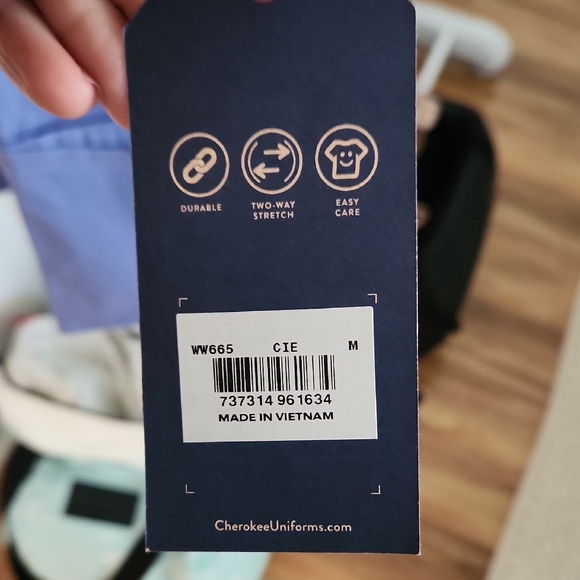 DURABLE
TWO-WAY
STRETCH
EASY
CARE
WW665 CIE M
737314 961634
MADE IN VIETNAM
CherokeeUniforms.com